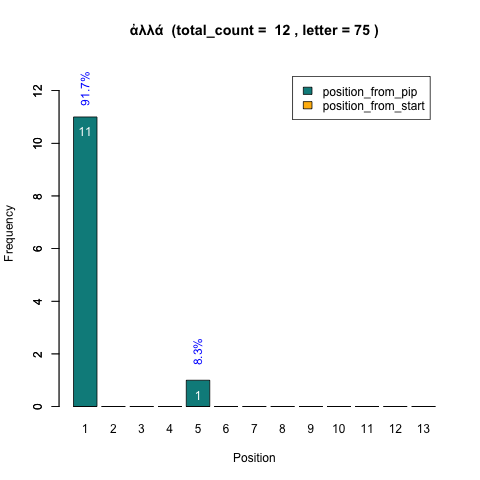 ἀλλά (total_count = 12 , letter = 75 )
position_from_pip
position_from_start
Frequency
0 2 4 6 8 10 12
91.7%
11
8.3%
1
1 2 3 4 5 6 7 8 9 10 11 12 13
Position